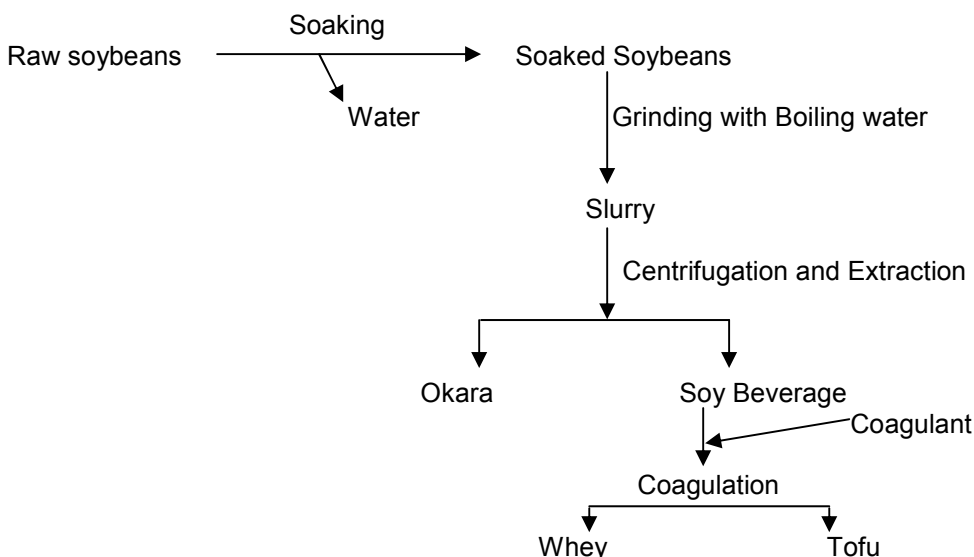 Soaking
Raw soybeans
Soaked Soybeans
Water
Grinding with Boiling water
Slurry
Centrifugation and Extraction
Okara
Soy Beverage
Coagulant
Coagulation
Whey
Tofu